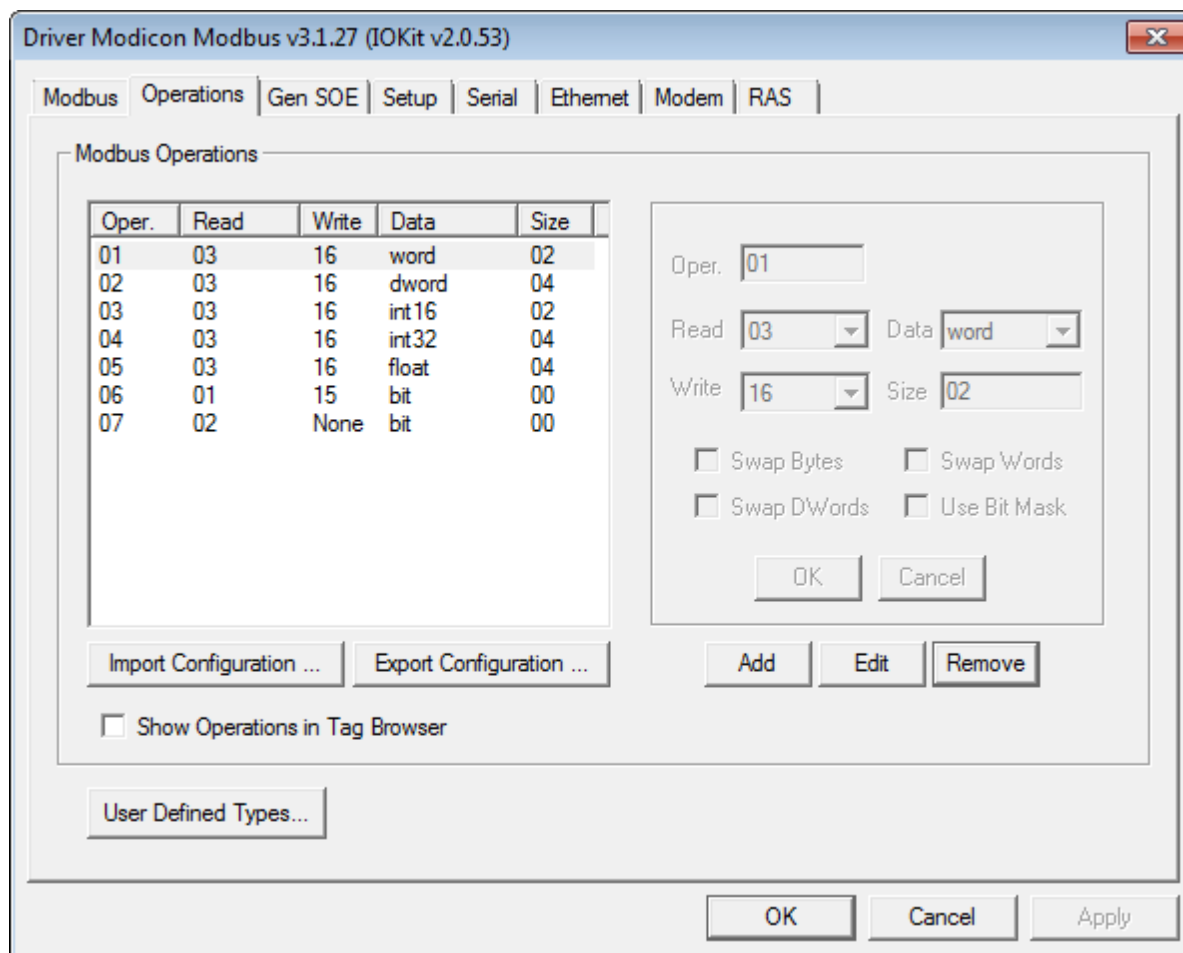 Driver Modicon Modbus v3.1.27 (IOKit v2.0.53)
Modbus Operations Gen SOE Setup Serial Ethernet Modem RAS
Modbus Operations
Oper. Read Write Data Size
01 03 16 word 02
02 03 16 dword 04
03 03 16 int16 02
04 03 16 int32 04
05 03 16 float 04
06 01 15 bit 00
07 02 None bit 00
Oper. 01
Read 03 Data word
Write 16 Size 02
Swap Bytes Swap Words
Swap DWords Use Bit Mask
OK Cancel
Import Configuration ... Export Configuration ... Add Edit Remove
Show Operations in Tag Browser
User Defined Types...
OK Cancel Apply